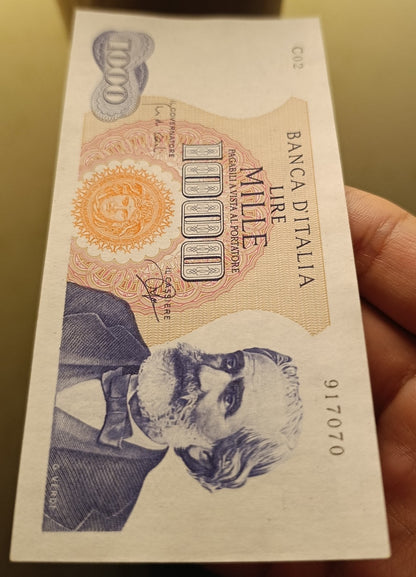 C02
BANCA D'ITALIA
LIRE
MILLE
PAGABILI A VISTA AL PORTATORE
1000
IL GOVERNATORE
IL CASSIERE
1000
917070
G. VERDI